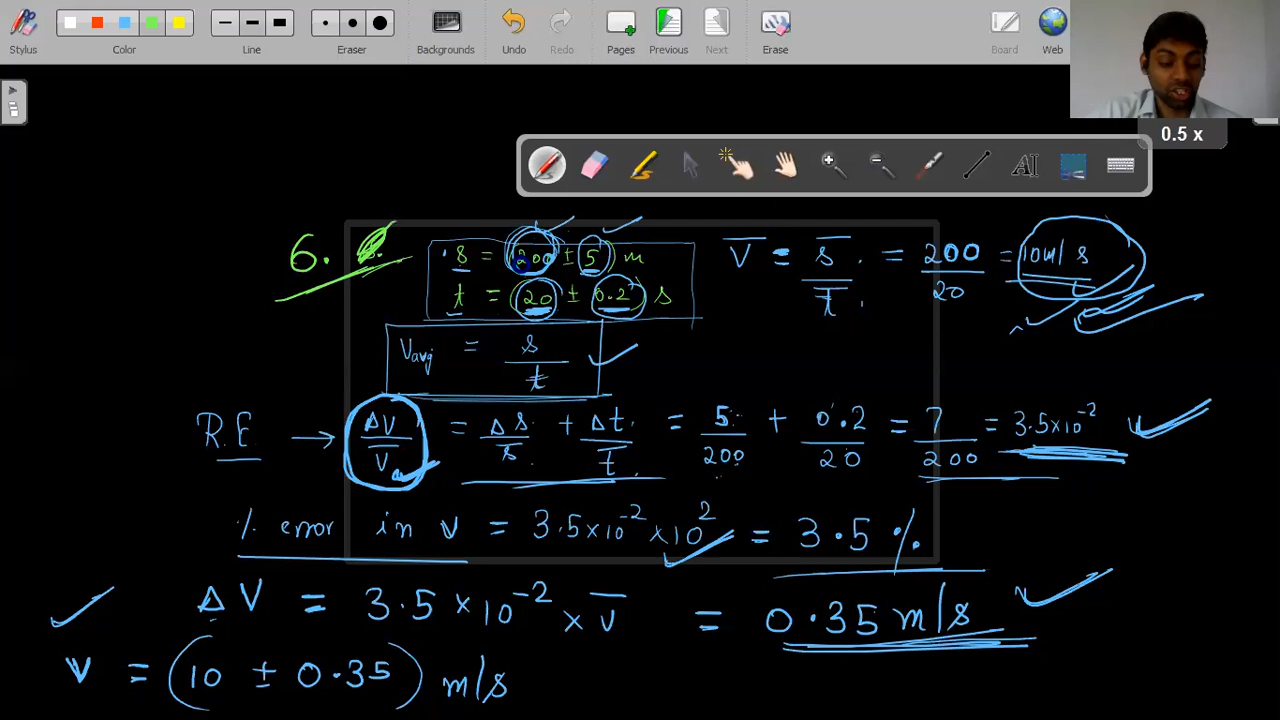 Stylus Color Line Eraser Backgrounds Undo Redo Pages Previous Next Erase Board Web
0.5 x
AI
6.
s = (200 ± 5) m
t = (20 ± 0.2) s
V̅ = s̅ / t̅ = 200 / 20 = 10 m/s
Vavg = s / t
R.E → ΔV / V̅ = Δs / s̅ + Δt / t̅ = 5 / 200 + 0.2 / 20 = 7 / 200 = 3.5×10⁻²
% error in v = 3.5×10⁻² ×10² = 3.5 %
ΔV = 3.5 ×10⁻² × v̅ = 0.35 m/s
v = (10 ± 0.35) m/s